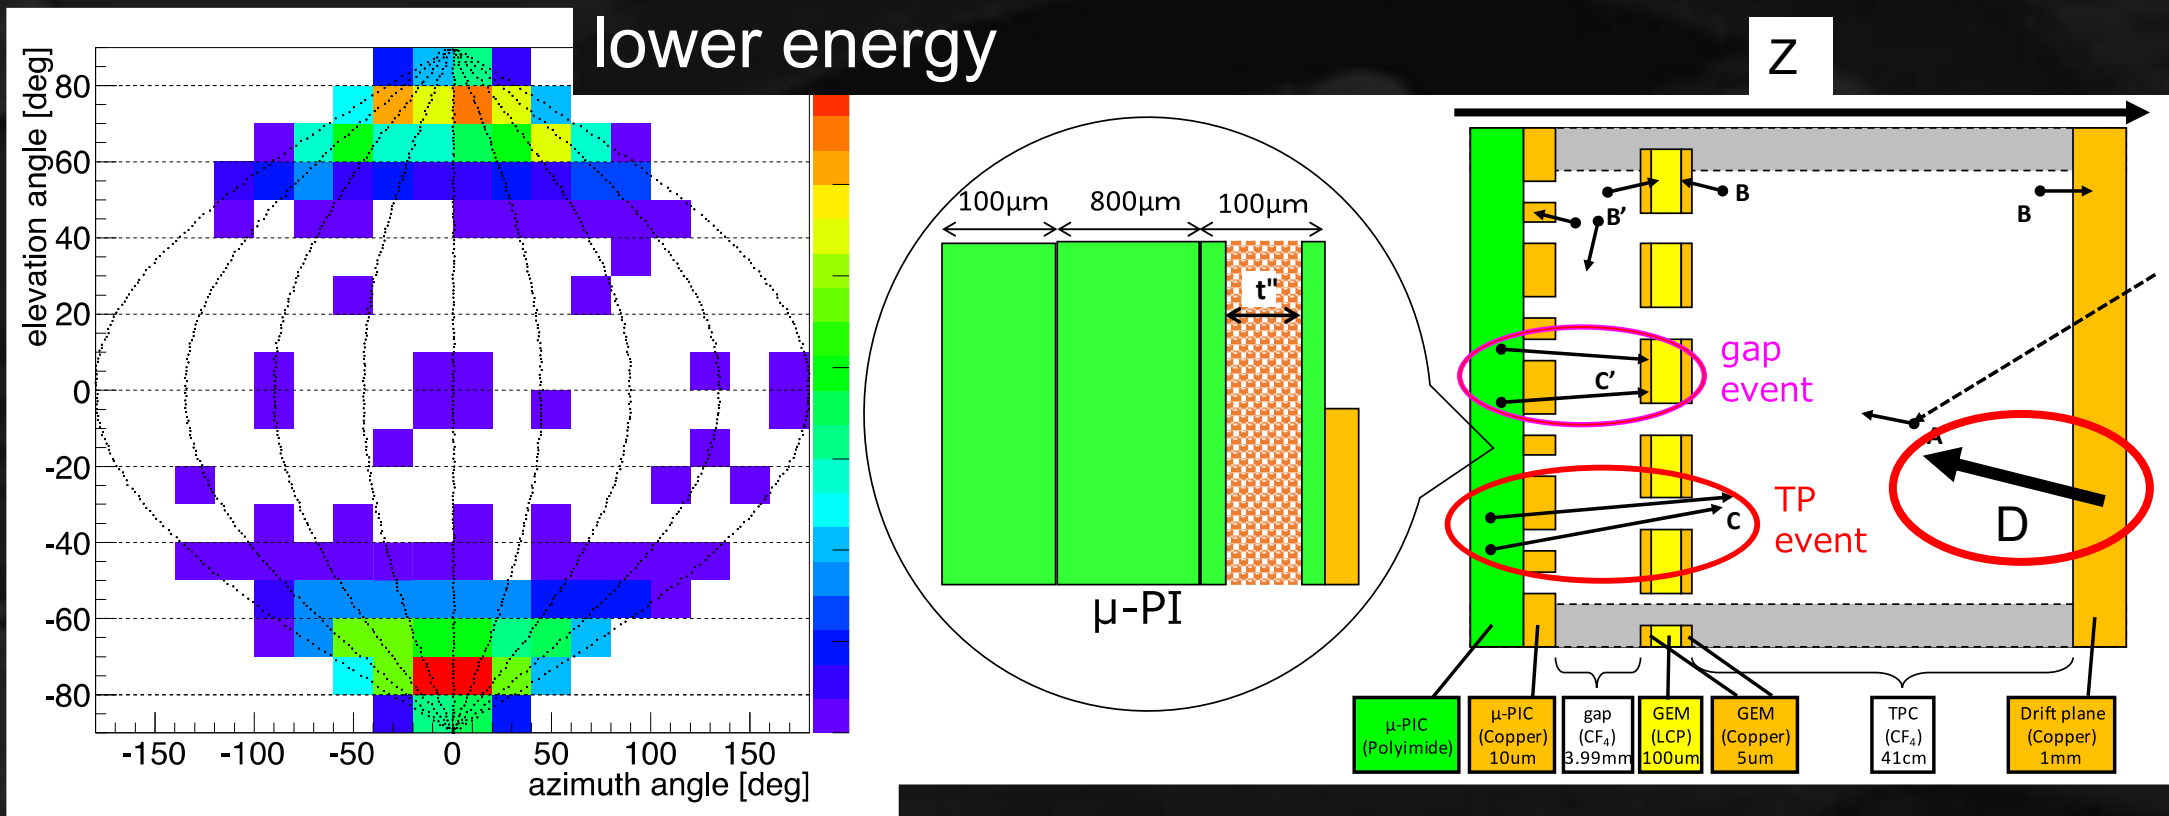 lower energy
Z
elevation angle [deg]
80
60
40
20
0
-20
-40
-60
-80
-150 -100 -50 0 50 100 150
azimuth angle [deg]
100µm 800µm 100µm
t"
µ-PI
B'
B
B
gap
event
C'
A
TP
event
C
D
µ-PIC
(Polyimide)
µ-PIC
(Copper)
10um
gap
(CF₄)
3.99mm
GEM
(LCP)
100um
GEM
(Copper)
5um
TPC
(CF₄)
41cm
Drift plane
(Copper)
1mm